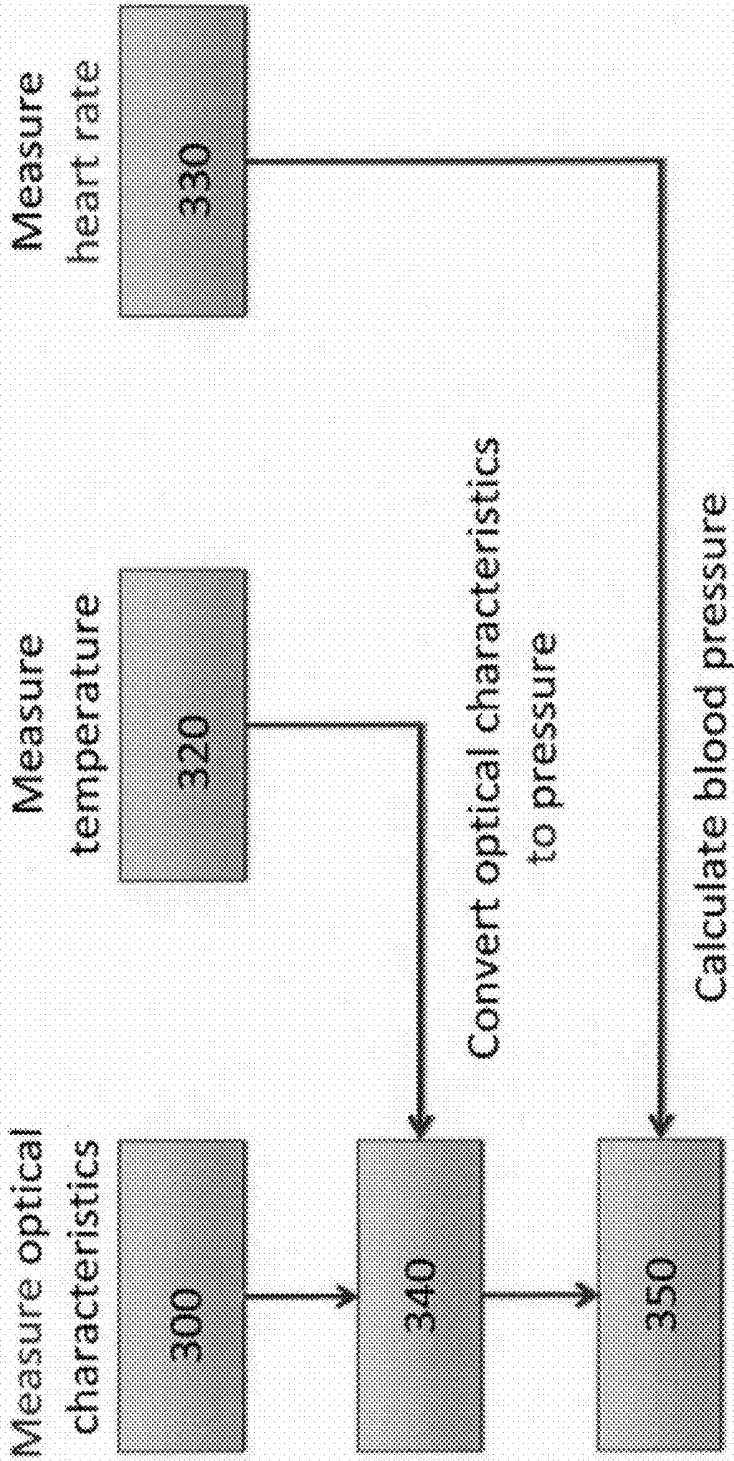 Measure optical
characteristics
300
Measure
temperature
320
Measure
heart rate
330
340
Convert optical characteristics
to pressure
350
Calculate blood pressure